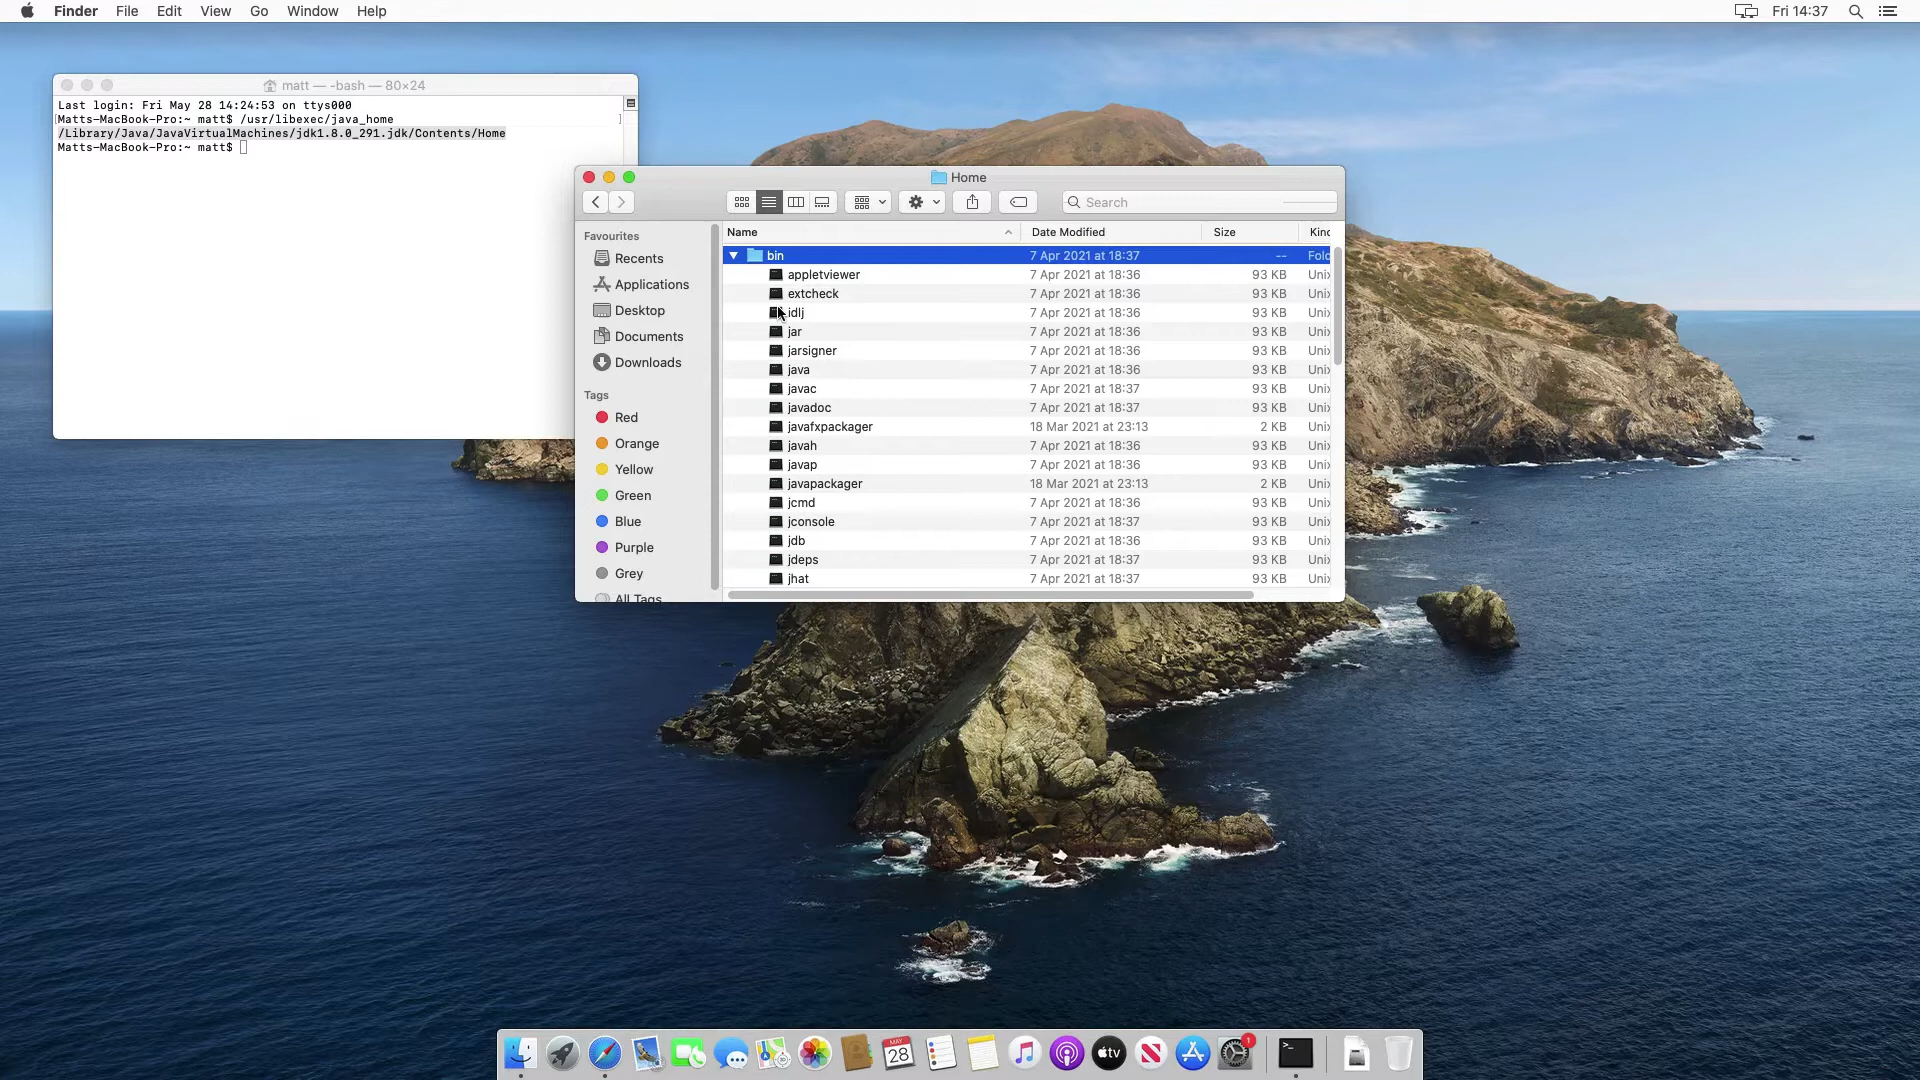 Finder File Edit View Go Window Help Fri 14:37
matt — -bash — 80×24
Last login: Fri May 28 14:24:53 on ttys000
[Matts-MacBook-Pro:~ matt$ /usr/libexec/java_home ]
/Library/Java/JavaVirtualMachines/jdk1.8.0_291.jdk/Contents/Home
Matts-MacBook-Pro:~ matt$
Home
Search
Favourites
Recents
Applications
Desktop
Documents
Downloads
Tags
Red
Orange
Yellow
Green
Blue
Purple
Grey
All Tags
Name Date Modified Size Kind
bin 7 Apr 2021 at 18:37 --
appletviewer 7 Apr 2021 at 18:36 93 KB
extcheck 7 Apr 2021 at 18:36 93 KB
idlj 7 Apr 2021 at 18:36 93 KB
jar 7 Apr 2021 at 18:36 93 KB
jarsigner 7 Apr 2021 at 18:36 93 KB
java 7 Apr 2021 at 18:36 93 KB
javac 7 Apr 2021 at 18:37 93 KB
javadoc 7 Apr 2021 at 18:37 93 KB
javafxpackager 18 Mar 2021 at 23:13 2 KB
javah 7 Apr 2021 at 18:36 93 KB
javap 7 Apr 2021 at 18:36 93 KB
javapackager 18 Mar 2021 at 23:13 2 KB
jcmd 7 Apr 2021 at 18:36 93 KB
jconsole 7 Apr 2021 at 18:37 93 KB
jdb 7 Apr 2021 at 18:36 93 KB
jdeps 7 Apr 2021 at 18:37 93 KB
jhat 7 Apr 2021 at 18:37 93 KB
MAY
28
tv
1